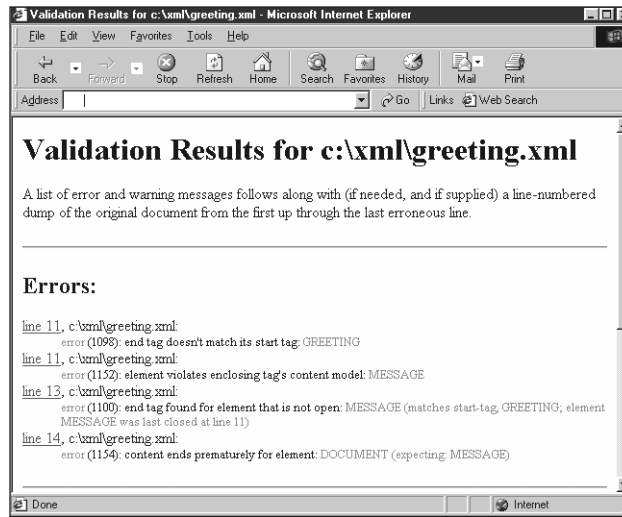 Validation Results for c:\xml\greeting.xml - Microsoft Internet Explorer
File Edit View Favorites Tools Help
Back Forward Stop Refresh Home Search Favorites History Mail Print
Address Go Links Web Search
Validation Results for c:\xml\greeting.xml
A list of error and warning messages follows along with (if needed, and if supplied) a line-numbered
dump of the original document from the first up through the last erroneous line.
Errors:
line 11, c:\xml\greeting.xml:
error (1098): end tag doesn't match its start tag: GREETING
line 11, c:\xml\greeting.xml:
error (1152): element violates enclosing tag's content model: MESSAGE
line 13, c:\xml\greeting.xml:
error (1100): end tag found for element that is not open: MESSAGE (matches start-tag, GREETING; element
MESSAGE was last closed at line 11)
line 14, c:\xml\greeting.xml:
error (1154): content ends prematurely for element: DOCUMENT (expecting: MESSAGE)
Done Internet